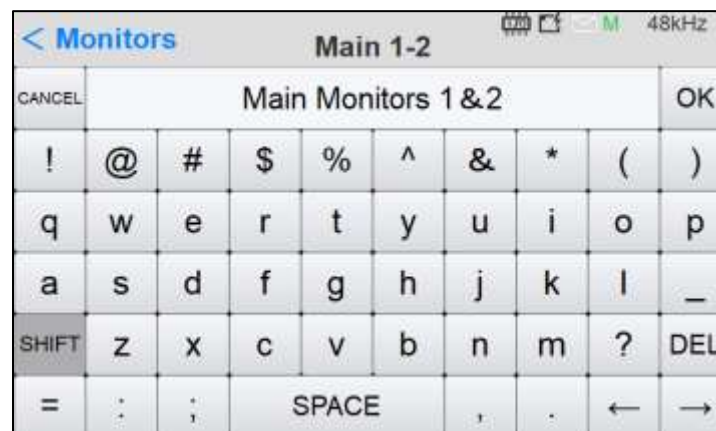 < Monitors Main 1-2 M 48kHz
CANCEL Main Monitors 1&2 OK
! @ # $ % ^ & * ( )
q w e r t y u i o p
a s d f g h j k l _
SHIFT z x c v b n m ? DEL
= : ; SPACE , . ← →